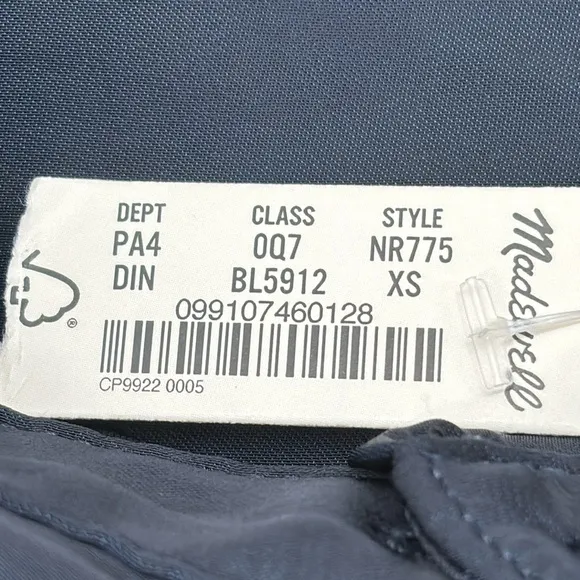 DEPT CLASS STYLE
PA4 0Q7 NR775
DIN BL5912 XS
099107460128
CP9922 0005
Madewell
®